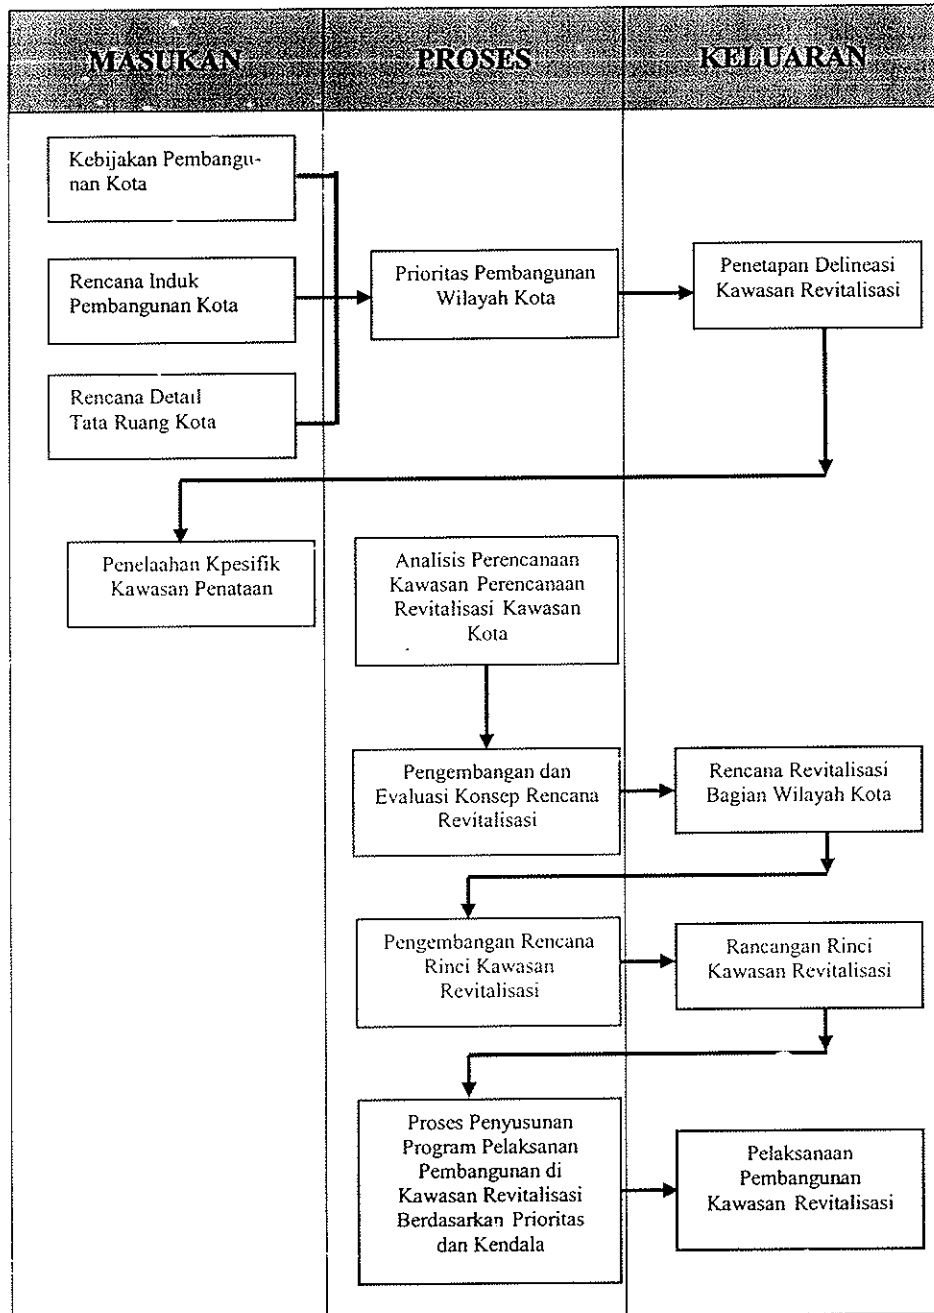 MASUKAN
PROSES
KELUARAN
Kebijakan Pembangu-
nan Kota
Rencana Induk
Pembangunan Kota
Rencana Detail
Tata Ruang Kota
Prioritas Pembangunan
Wilayah Kota
Penetapan Delineasi
Kawasan Revitalisasi
Penelaahan Kpesifik
Kawasan Penataan
Analisis Perencanaan
Kawasan Perencanaan
Revitalisasi Kawasan
Kota
Pengembangan dan
Evaluasi Konsep Rencana
Revitalisasi
Rencana Revitalisasi
Bagian Wilayah Kota
Pengembangan Rencana
Rinci Kawasan
Revitalisasi
Rancangan Rinci
Kawasan Revitalisasi
Proses Penyusunan
Program Pelaksanan
Pembangunan di
Kawasan Revitalisasi
Berdasarkan Prioritas
dan Kendala
Pelaksanaan
Pembangunan
Kawasan Revitalisasi